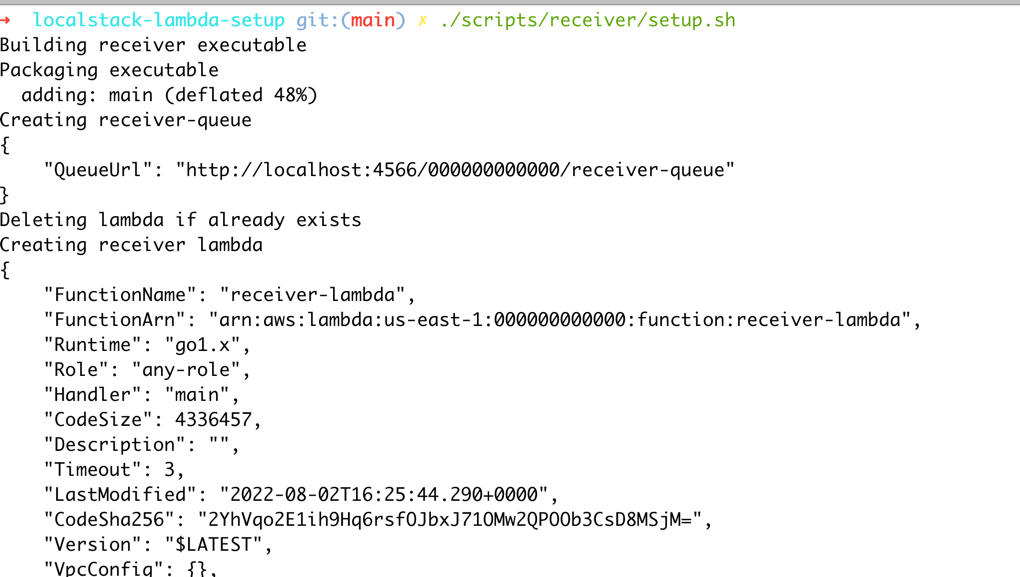 → localstack-lambda-setup git:(main) ✗ ./scripts/receiver/setup.sh
Building receiver executable
Packaging executable
  adding: main (deflated 48%)
Creating receiver-queue
{
    "QueueUrl": "http://localhost:4566/000000000000/receiver-queue"
}
Deleting lambda if already exists
Creating receiver lambda
{
    "FunctionName": "receiver-lambda",
    "FunctionArn": "arn:aws:lambda:us-east-1:000000000000:function:receiver-lambda",
    "Runtime": "go1.x",
    "Role": "any-role",
    "Handler": "main",
    "CodeSize": 4336457,
    "Description": "",
    "Timeout": 3,
    "LastModified": "2022-08-02T16:25:44.290+0000",
    "CodeSha256": "2YhVqo2E1ih9Hq6rsfOJbxJ71OMw2QPOOb3CsD8MSjM=",
    "Version": "$LATEST",
    "VpcConfig": {},